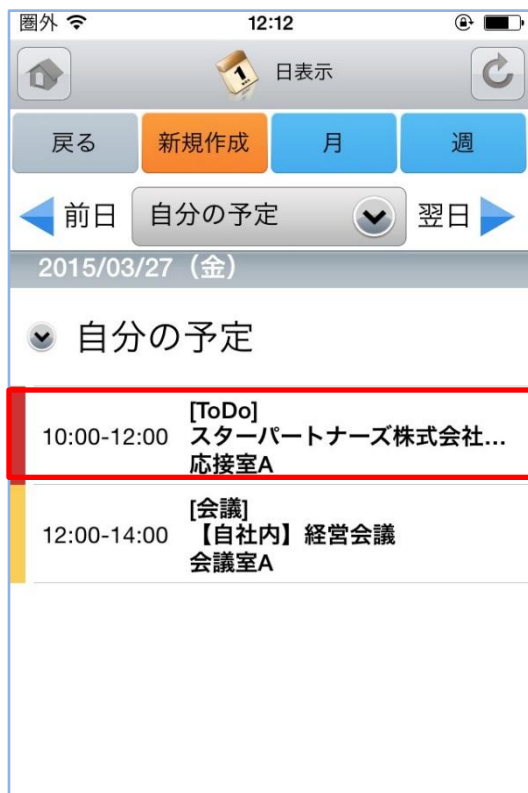 圏外 12:12
1
日表示
戻る 新規作成 月 週
前日 自分の予定 翌日
2015/03/27（金）
自分の予定
[ToDo]
10:00-12:00 スターパートナーズ株式会社...
応接室A
[会議]
12:00-14:00 【自社内】経営会議
会議室A